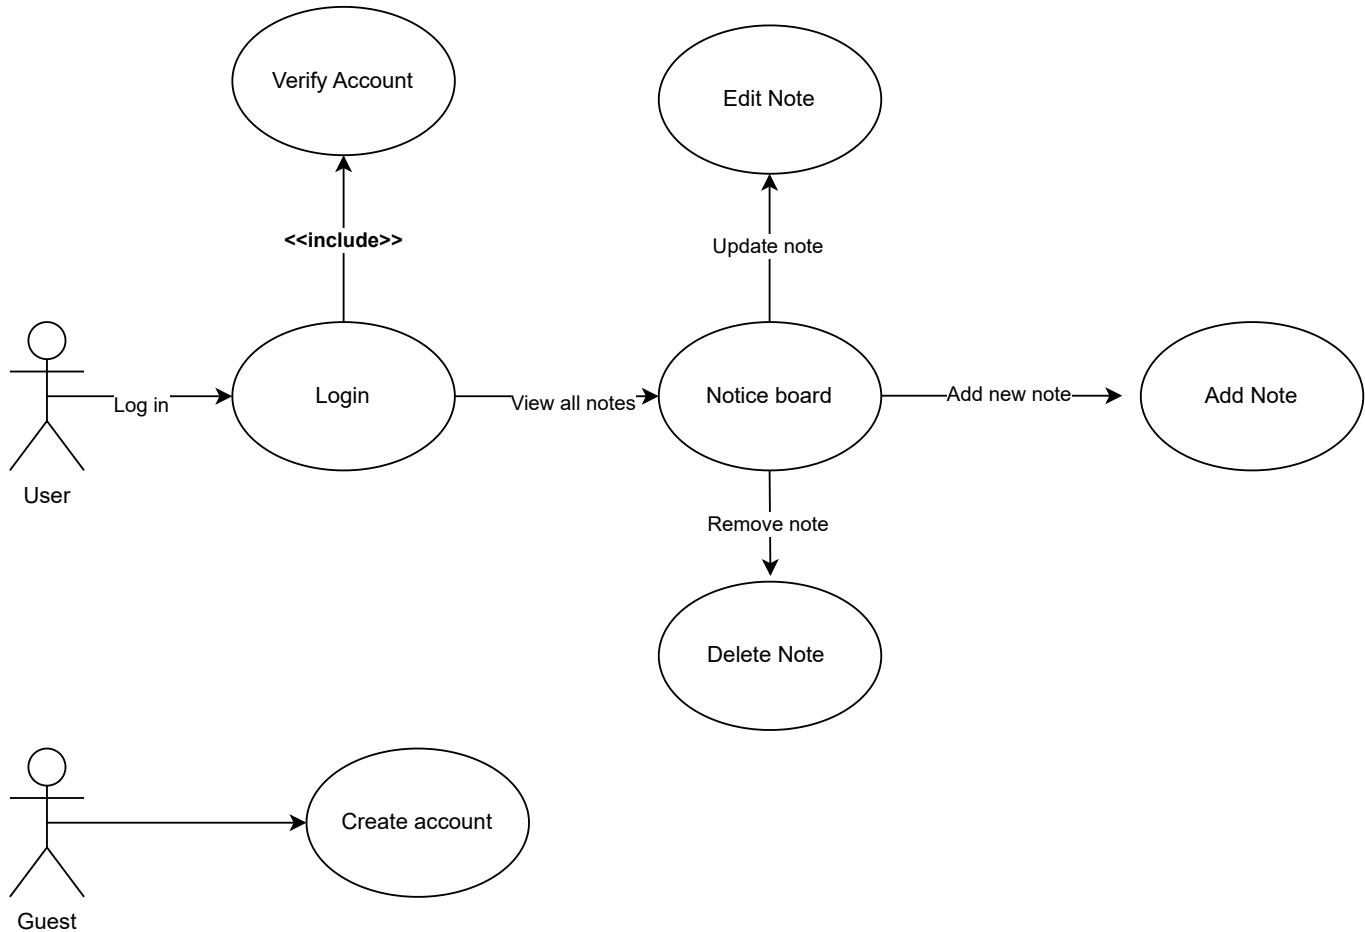 Verify Account
Edit Note
<<include>>
Update note
Log in
Login
View all notes
Notice board
Add new note
Add Note
User
Remove note
Delete Note
Create account
Guest